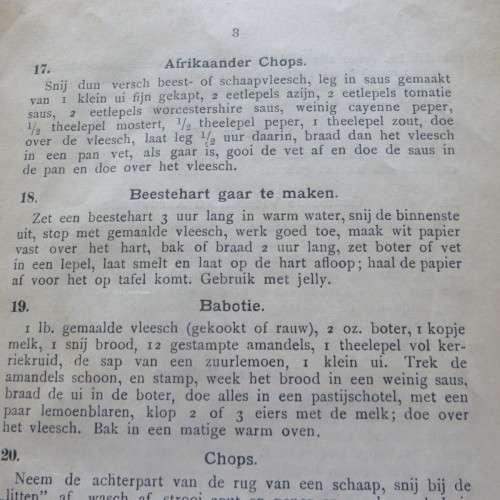 3
17. Afrikaander Chops.
Snij dun versch beest- of schaapvleesch, leg in saus gemaakt
van 1 klein ui fijn gekapt, 2 eetlepels azijn, 2 eetlepels tomatie
saus, 2 eetlepels worcestershire saus, weinig cayenne peper,
1/2 theelepel mostert, 1/2 theelepel peper, 1 theelepel zout, doe
over de vleesch, laat leg 1/2 uur daarin, braad dan het vleesch
in een pan vet, als gaar is, gooi de vet af en doe de saus in
de pan en doe over het vleesch.
18. Beestehart gaar te maken.
Zet een beestehart 3 uur lang in warm water, snij de binnenste
uit, stop met gemaalde vleesch, werk goed toe, maak wit papier
vast over het hart, bak of braad 2 uur lang, zet boter of vet
in een lepel, laat smelt en laat op de hart afloop; haal de papier
af voor het op tafel komt. Gebruik met jelly.
19. Babotie.
1 lb. gemaalde vleesch (gekookt of rauw), 2 oz. boter, 1 kopje
melk, 1 snij brood, 12 gestampte amandels, 1 theelepel vol ker-
riekruid, de sap van een zuurlemoen, 1 klein ui. Trek de
amandels schoon, en stamp, week het brood in een weinig saus,
braad de ui in de boter, doe alles in een pastijschotel, met een
paar lemoenblaren, klop 2 of 3 eiers met de melk; doe over
het vleesch. Bak in een matige warm oven.
20. Chops.
Neem de achterpart van de rug van een schaap, snij bij de
„litten" af, wasch af, strooi zout en peper